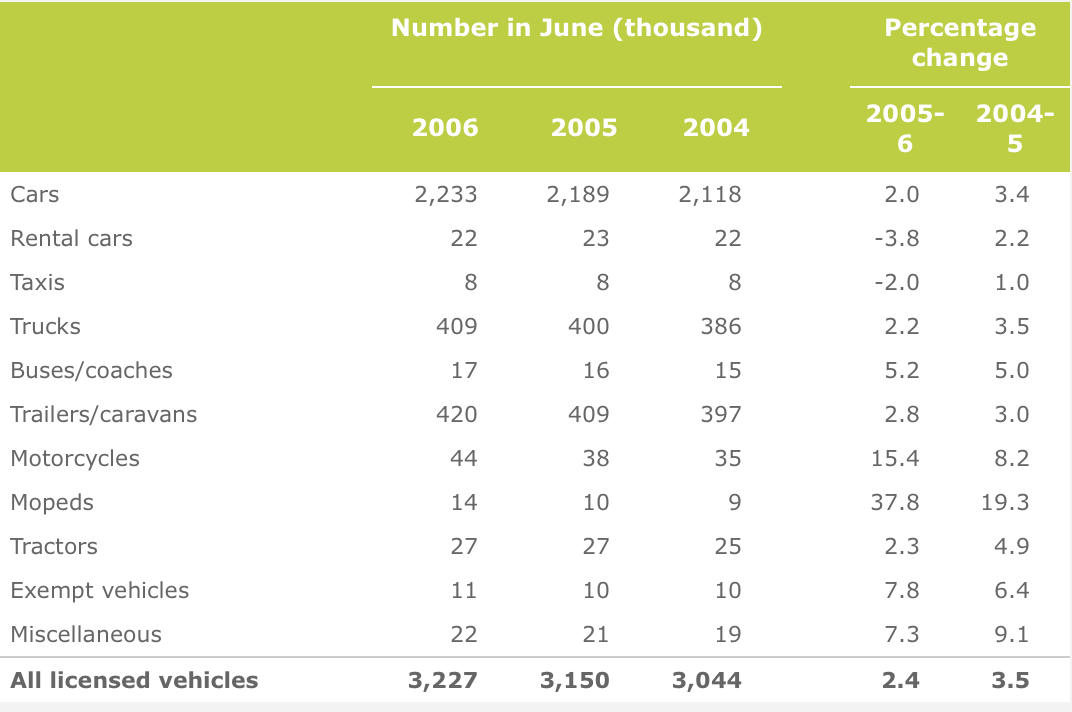 Number in June (thousand) Percentage
change
2006 2005 2004 2005- 2004-
6 5
Cars 2,233 2,189 2,118 2.0 3.4
Rental cars 22 23 22 -3.8 2.2
Taxis 8 8 8 -2.0 1.0
Trucks 409 400 386 2.2 3.5
Buses/coaches 17 16 15 5.2 5.0
Trailers/caravans 420 409 397 2.8 3.0
Motorcycles 44 38 35 15.4 8.2
Mopeds 14 10 9 37.8 19.3
Tractors 27 27 25 2.3 4.9
Exempt vehicles 11 10 10 7.8 6.4
Miscellaneous 22 21 19 7.3 9.1
All licensed vehicles 3,227 3,150 3,044 2.4 3.5